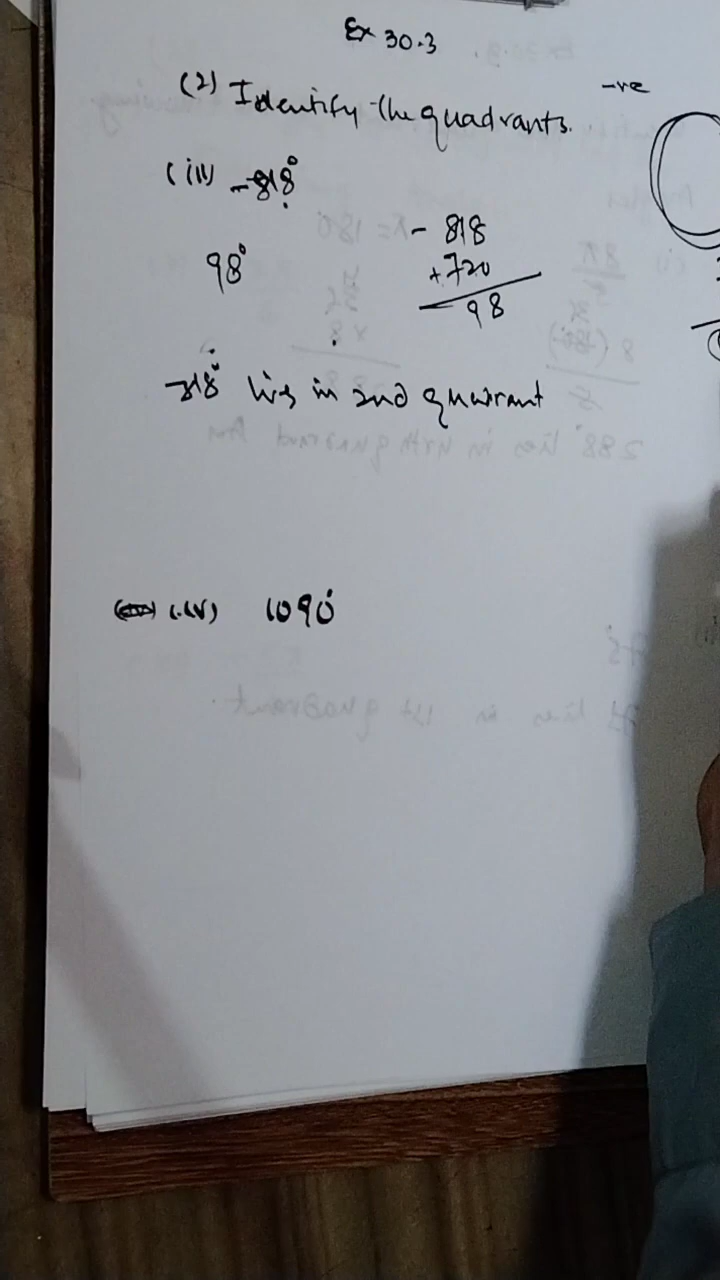 Ex 30.3
(2) Identify the quadrants.
-ve
(iii) -818°
- 818
98°
+720
- 98
-818° lies in 2nd quadrant
(iv) 1090°